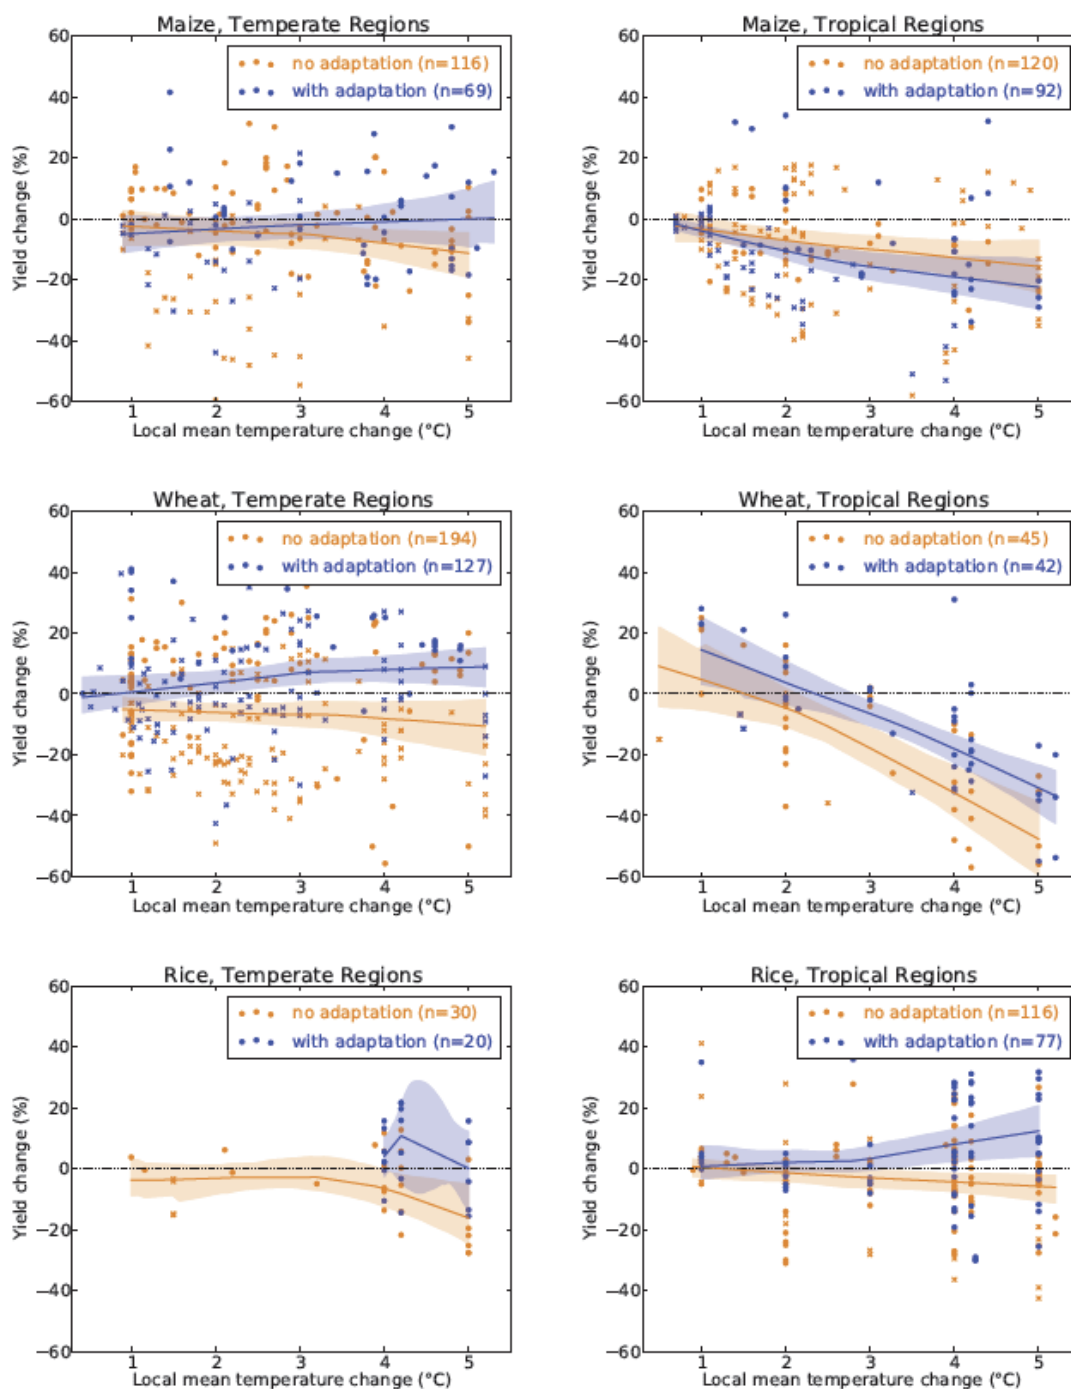 Maize, Temperate Regions
60
40
20
0
−20
−40
−60
no adaptation (n=116)
with adaptation (n=69)
Yield change (%)
1 2 3 4 5
Local mean temperature change (°C)
Maize, Tropical Regions
60
40
20
0
−20
−40
−60
no adaptation (n=120)
with adaptation (n=92)
Yield change (%)
1 2 3 4 5
Local mean temperature change (°C)
Wheat, Temperate Regions
60
40
20
0
−20
−40
−60
no adaptation (n=194)
with adaptation (n=127)
Yield change (%)
1 2 3 4 5
Local mean temperature change (°C)
Wheat, Tropical Regions
60
40
20
0
−20
−40
−60
no adaptation (n=45)
with adaptation (n=42)
Yield change (%)
1 2 3 4 5
Local mean temperature change (°C)
Rice, Temperate Regions
60
40
20
0
−20
−40
−60
no adaptation (n=30)
with adaptation (n=20)
Yield change (%)
1 2 3 4 5
Local mean temperature change (°C)
Rice, Tropical Regions
60
40
20
0
−20
−40
−60
no adaptation (n=116)
with adaptation (n=77)
Yield change (%)
1 2 3 4 5
Local mean temperature change (°C)